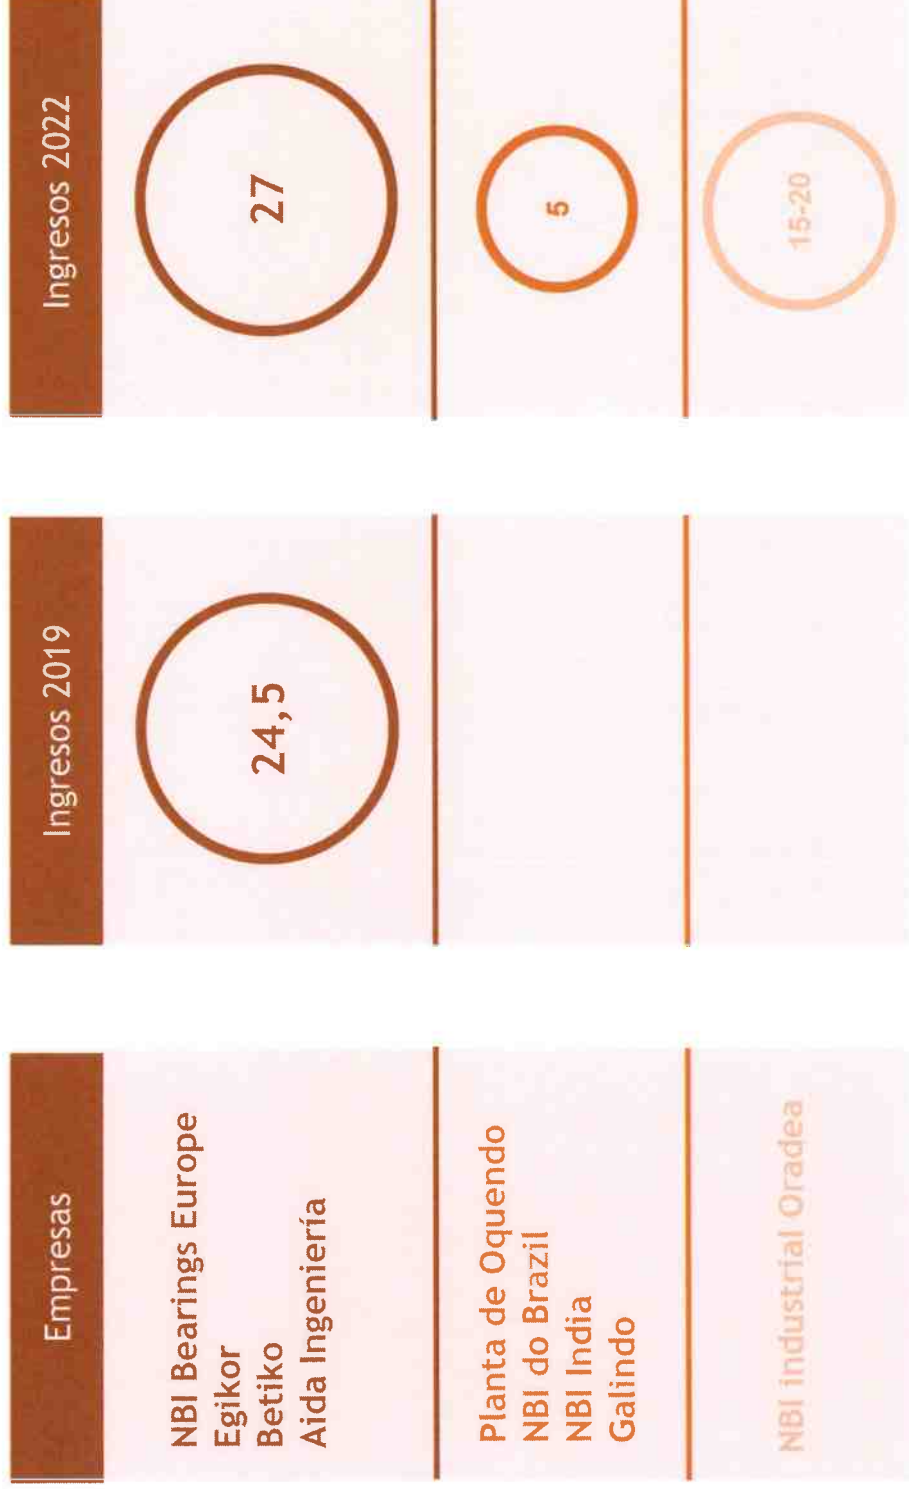 Empresas
Ingresos 2019
Ingresos 2022
NBI Bearings Europe
Egikor
Betiko
Aida Ingeniería
24,5
27
Planta de Oquendo
NBI do Brazil
NBI India
Galindo
5
NBI industrial Oradea
15-20